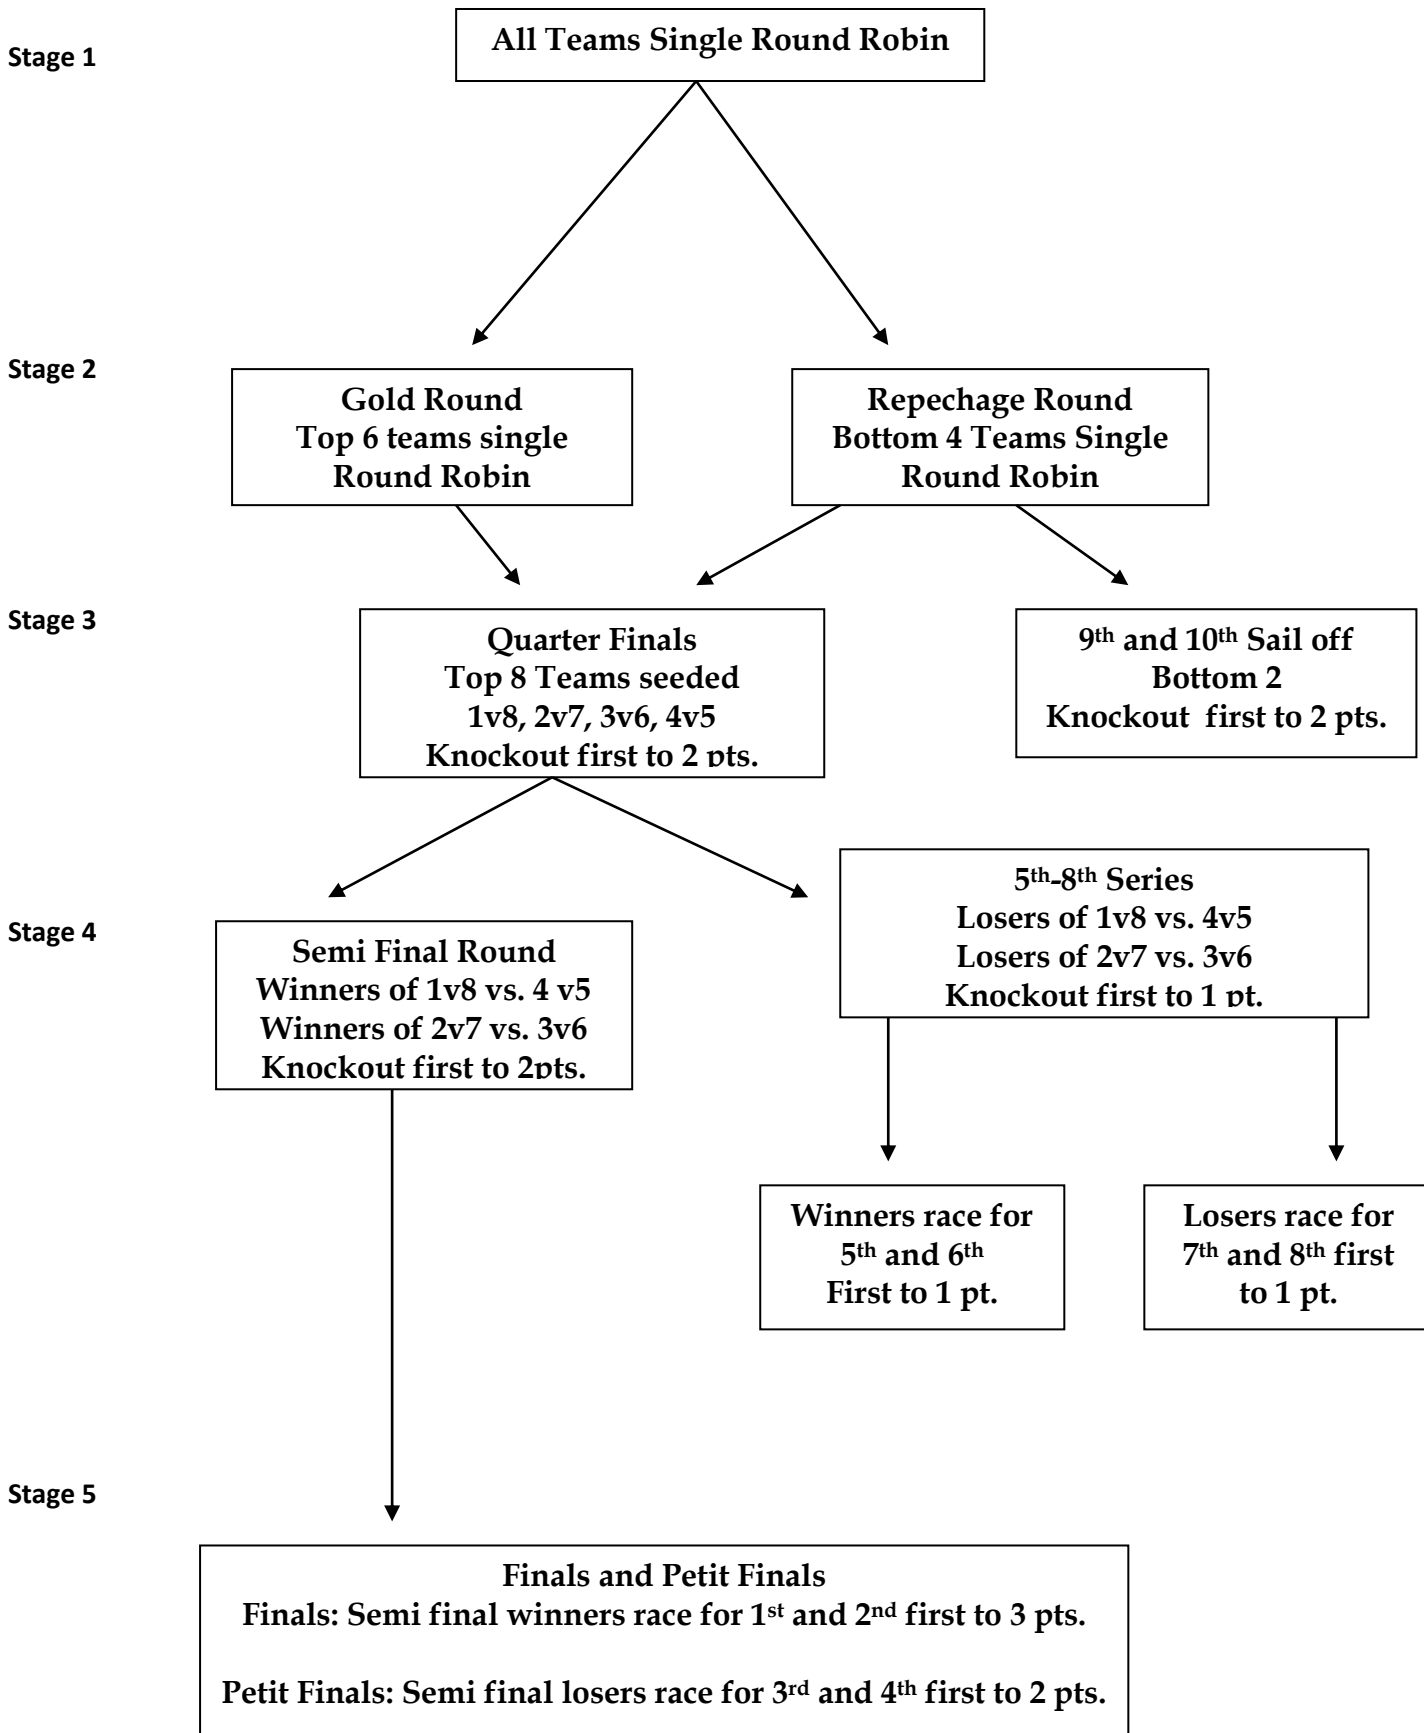 Stage 1
All Teams Single Round Robin
Stage 2
Gold Round
Top 6 teams single
Round Robin
Repechage Round
Bottom 4 Teams Single
Round Robin
Stage 3
Quarter Finals
Top 8 Teams seeded
1v8, 2v7, 3v6, 4v5
Knockout first to 2 pts.
9th and 10th Sail off
Bottom 2
Knockout first to 2 pts.
5th-8th Series
Losers of 1v8 vs. 4v5
Losers of 2v7 vs. 3v6
Knockout first to 1 pt.
Stage 4
Semi Final Round
Winners of 1v8 vs. 4 v5
Winners of 2v7 vs. 3v6
Knockout first to 2pts.
Winners race for
5th and 6th
First to 1 pt.
Losers race for
7th and 8th first
to 1 pt.
Stage 5
Finals and Petit Finals
Finals: Semi final winners race for 1st and 2nd first to 3 pts.
Petit Finals: Semi final losers race for 3rd and 4th first to 2 pts.